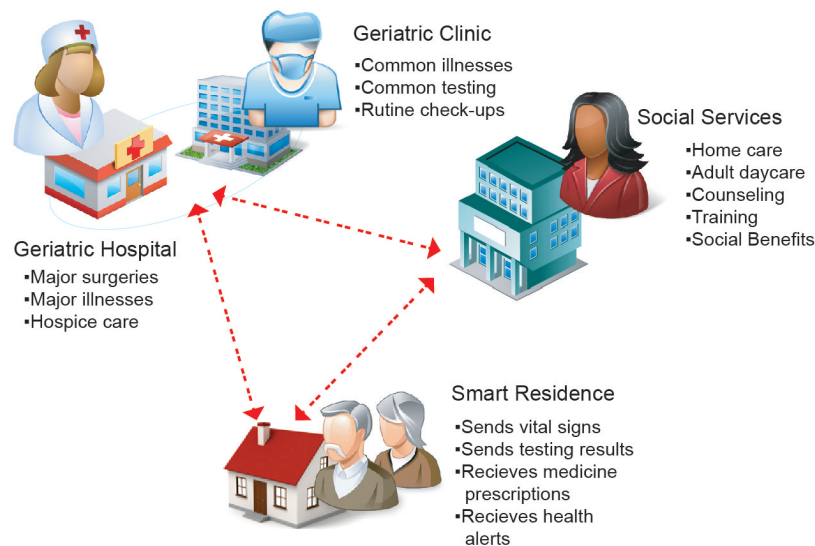 Geriatric Clinic
▪Common illnesses
▪Common testing
▪Rutine check-ups
Social Services
▪Home care
▪Adult daycare
▪Counseling
▪Training
▪Social Benefits
Geriatric Hospital
▪Major surgeries
▪Major illnesses
▪Hospice care
Smart Residence
▪Sends vital signs
▪Sends testing results
▪Recieves medicine
prescriptions
▪Recieves health
alerts